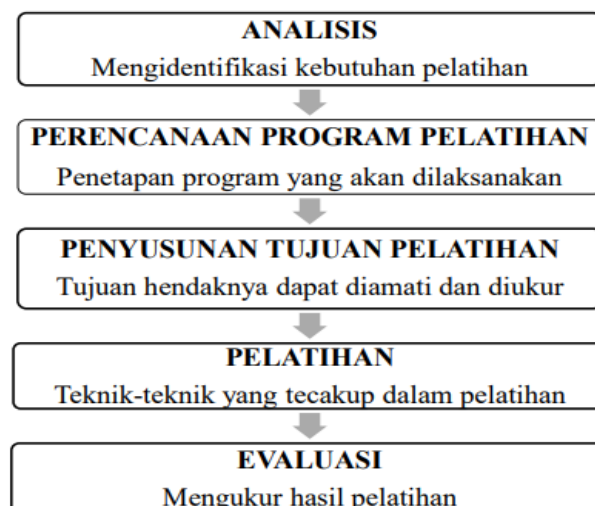 ANALISIS
Mengidentifikasi kebutuhan pelatihan
PERENCANAAN PROGRAM PELATIHAN
Penetapan program yang akan dilaksanakan
PENYUSUNAN TUJUAN PELATIHAN
Tujuan hendaknya dapat diamati dan diukur
PELATIHAN
Teknik-teknik yang tecakup dalam pelatihan
EVALUASI
Mengukur hasil pelatihan